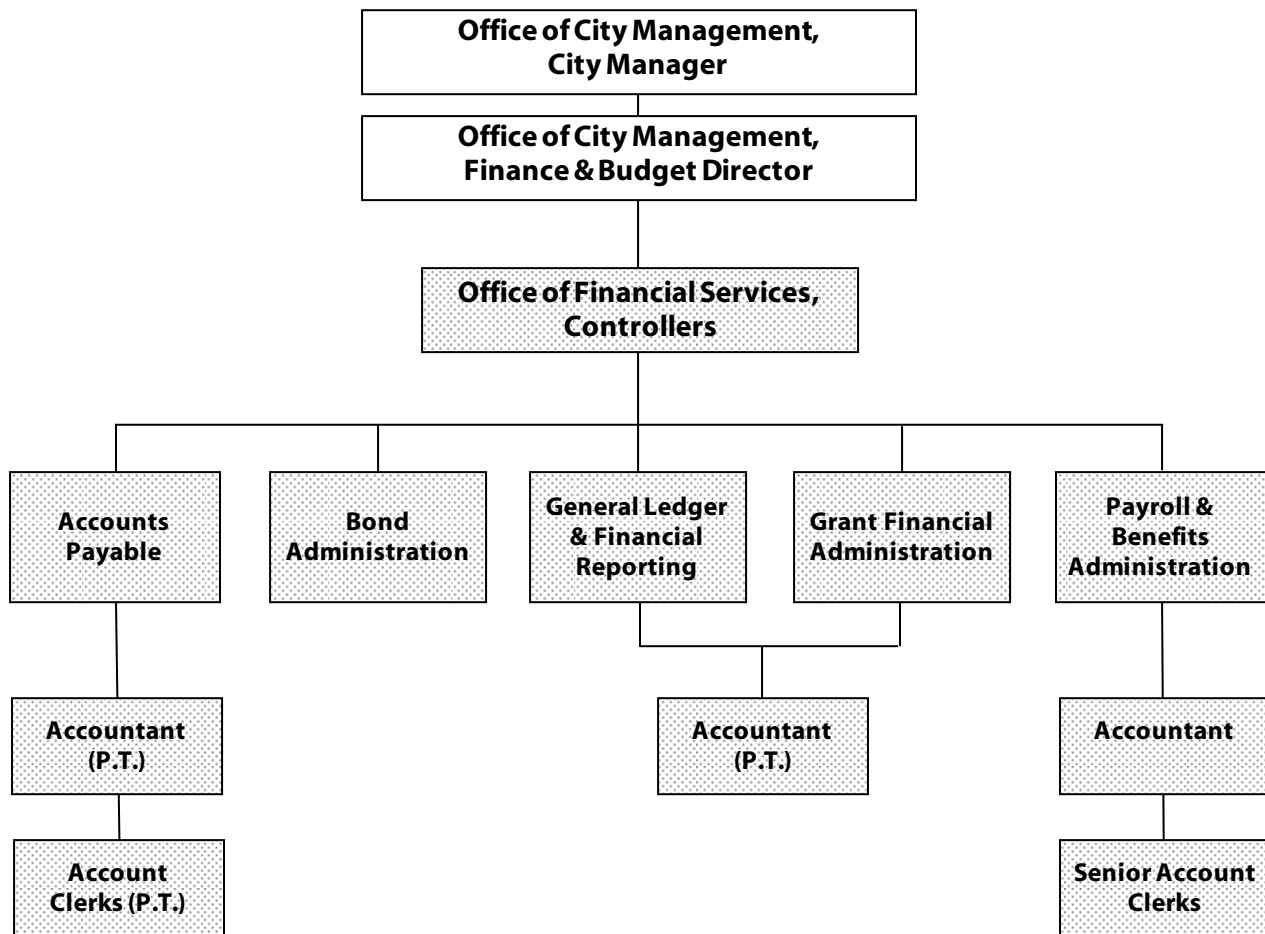 Office of City Management,
City Manager
Office of City Management,
Finance & Budget Director
Office of Financial Services,
Controllers
Accounts
Payable
Bond
Administration
General Ledger
& Financial
Reporting
Grant Financial
Administration
Payroll &
Benefits
Administration
Accountant
(P.T.)
Accountant
(P.T.)
Accountant
Account
Clerks (P.T.)
Senior Account
Clerks